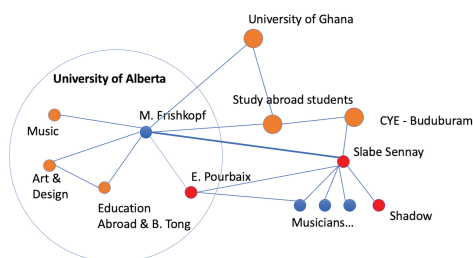 University of Ghana
University of Alberta
M. Frishkopf
Study abroad students
CYE - Buduburam
Music
Slabe Sennay
E. Pourbaix
Art &
Design
Education
Abroad & B. Tong
Musicians...
Shadow